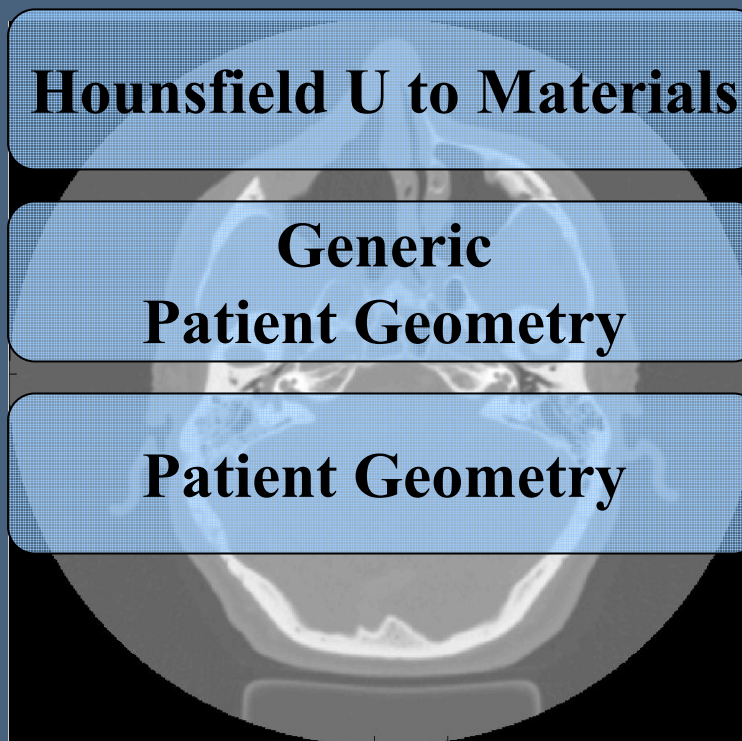 Hounsfield U to Materials
Generic
Patient Geometry
Patient Geometry